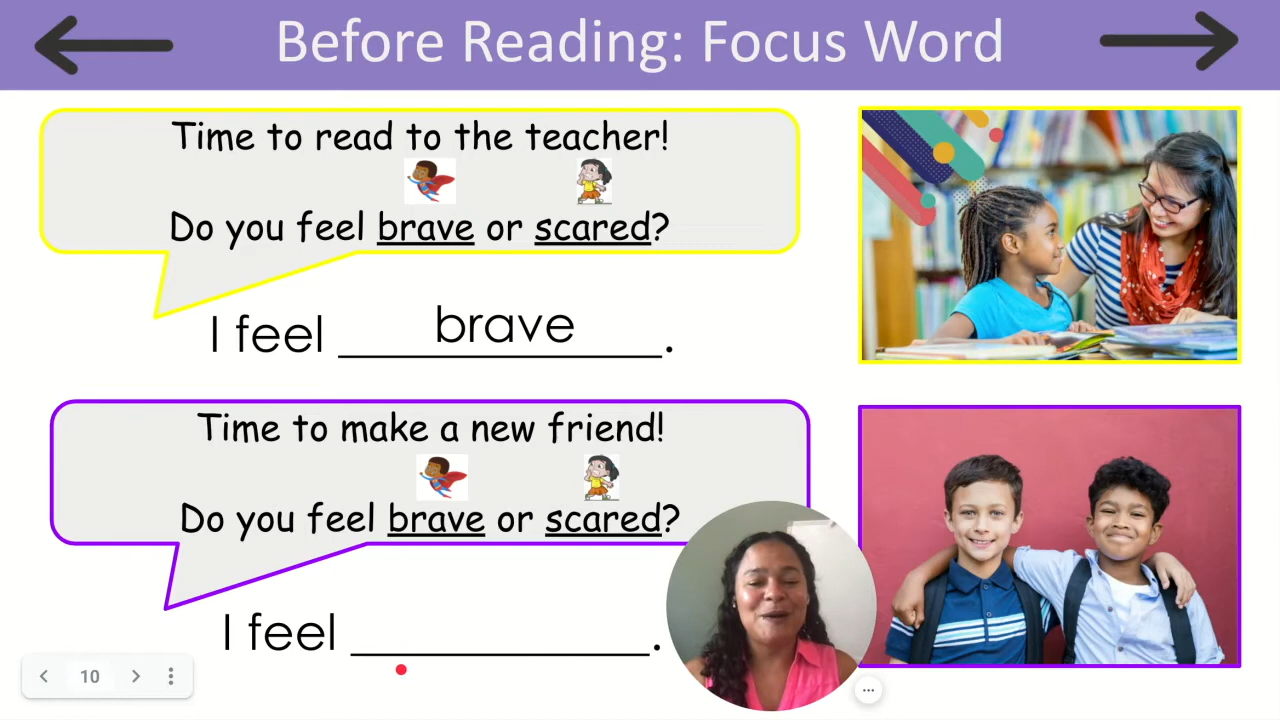 Before Reading: Focus Word
Time to read to the teacher!
Do you feel brave or scared?
I feel brave.
Time to make a new friend!
Do you feel brave or scared?
I feel ____________.
10